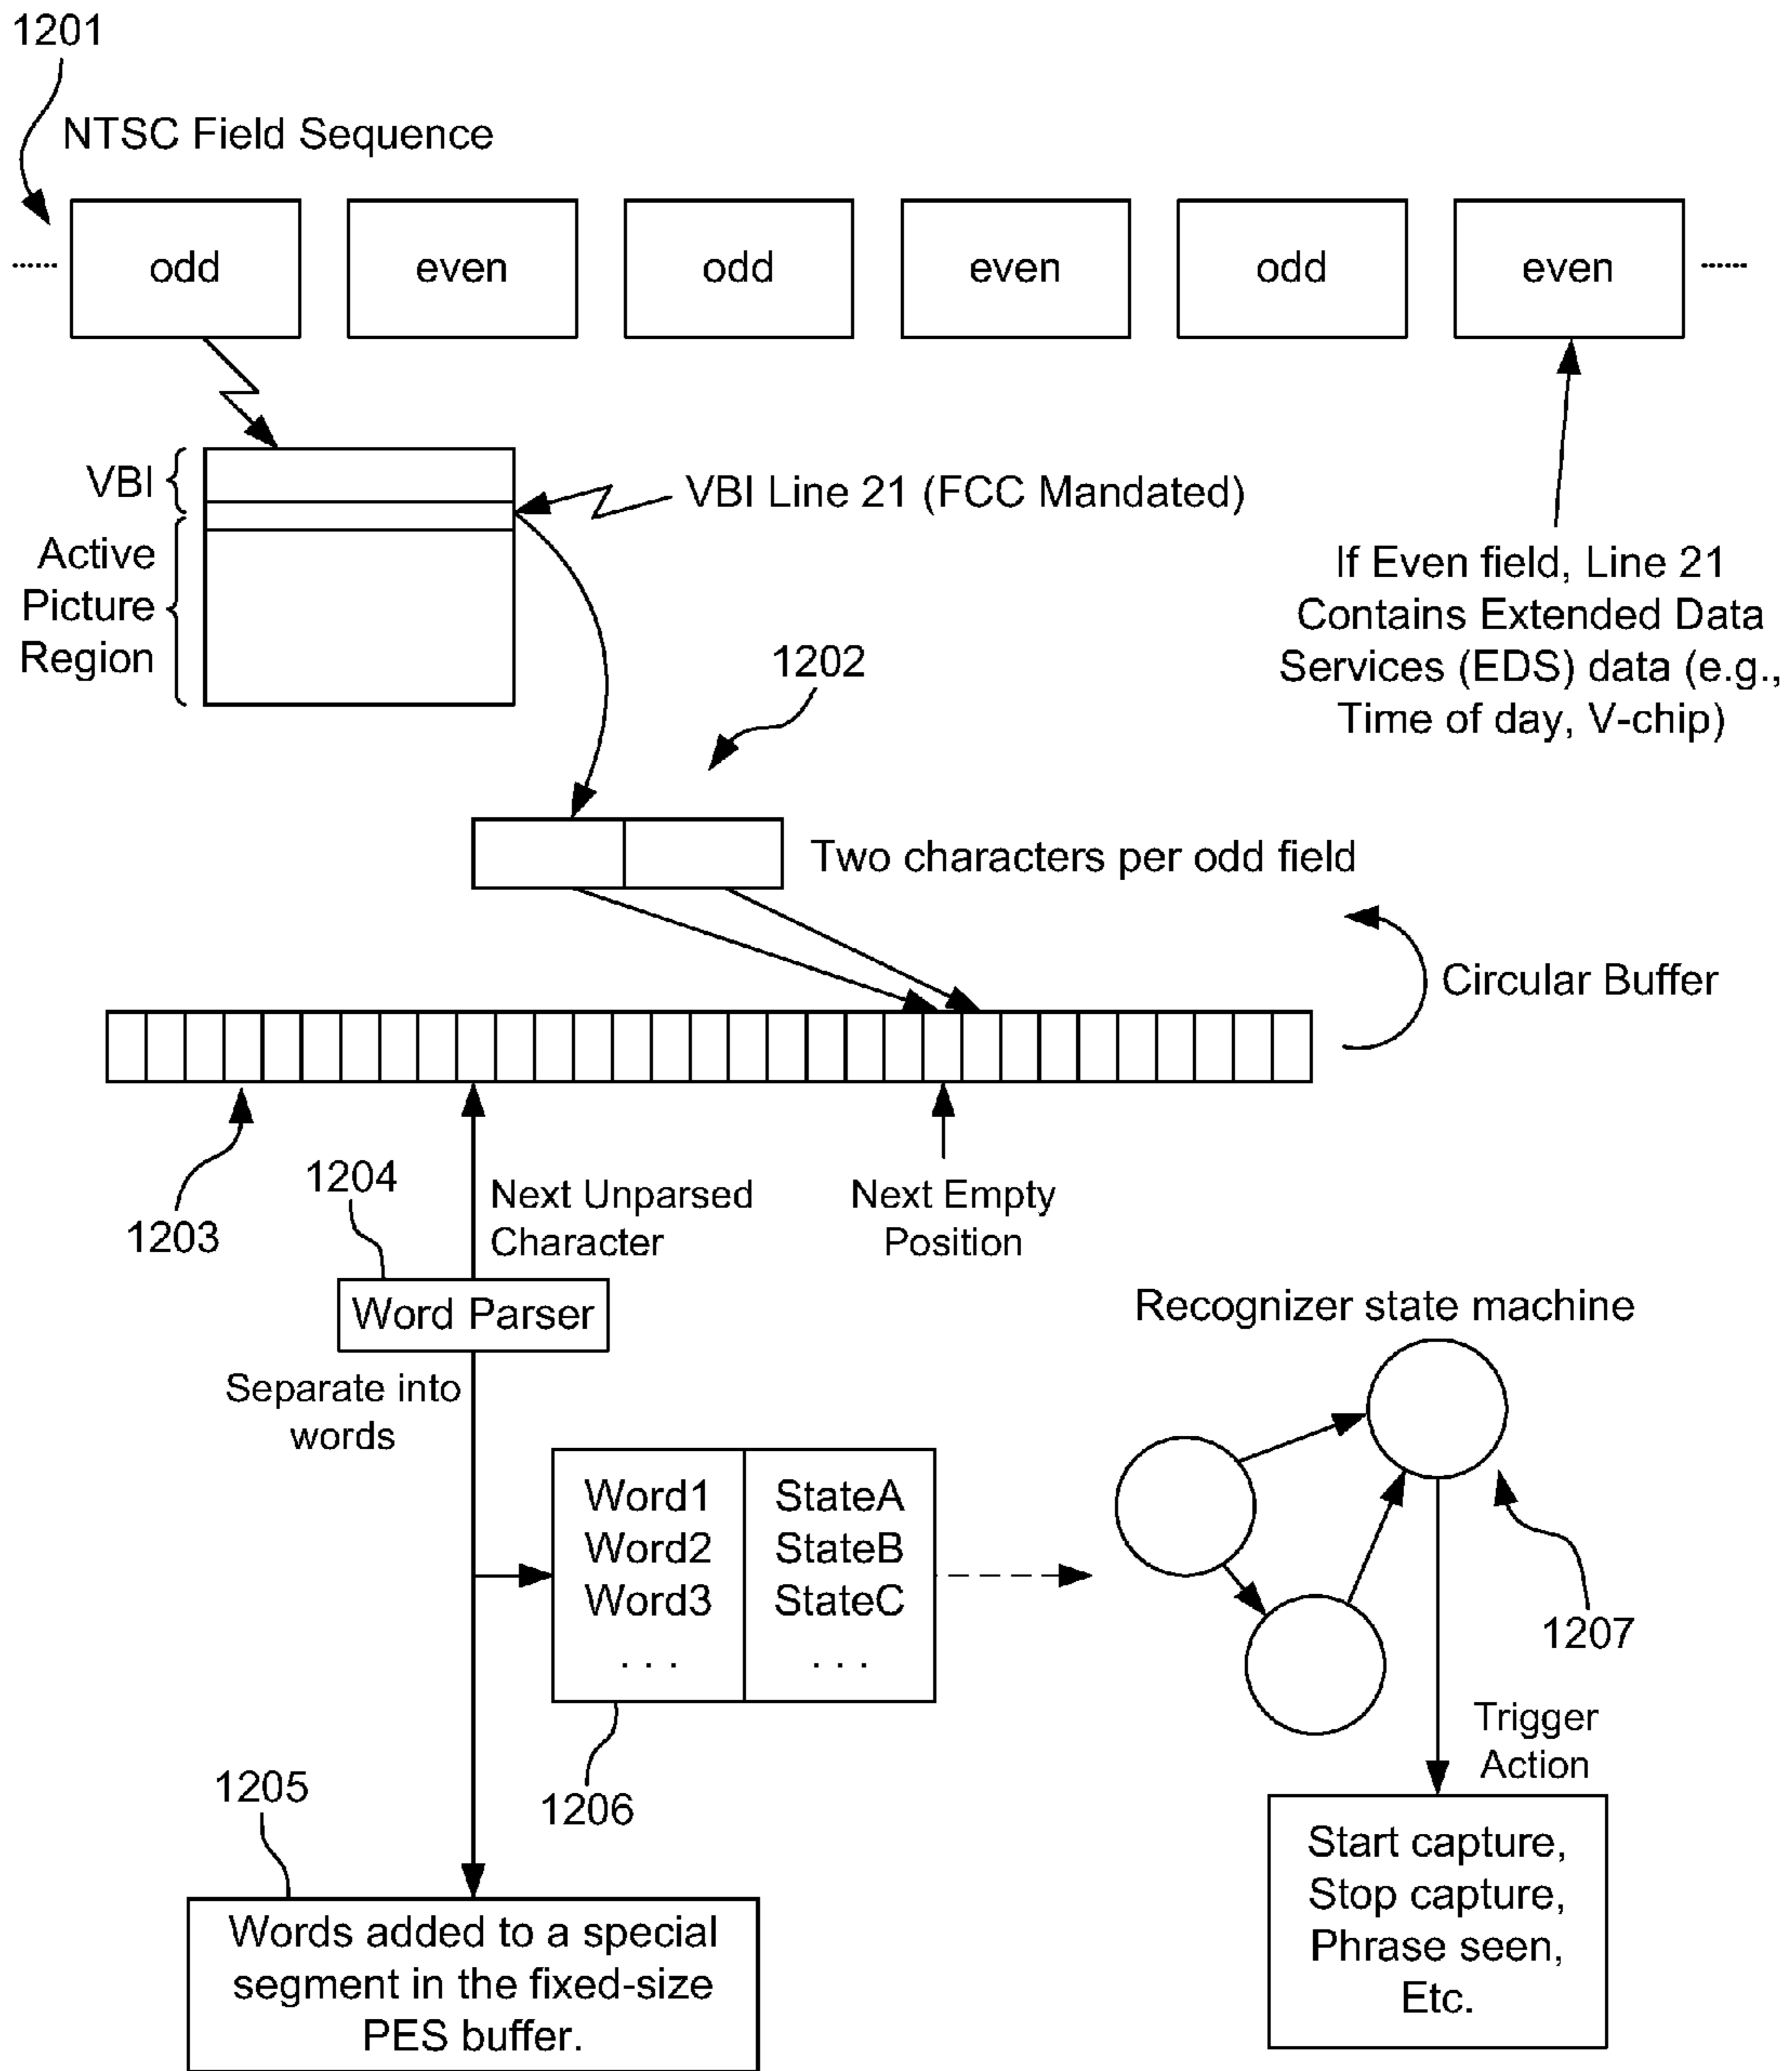 1201
NTSC Field Sequence
......
odd
even
odd
even
odd
even
......
VBI
VBI Line 21 (FCC Mandated)
Active
Picture
Region
If Even field, Line 21
Contains Extended Data
Services (EDS) data (e.g.,
Time of day, V-chip)
1202
Two characters per odd field
Circular Buffer
1203
1204
Next Unparsed
Character
Next Empty
Position
Word Parser
Separate into
words
Recognizer state machine
Word1 StateA
Word2 StateB
Word3 StateC
. . . . . .
1206
1207
Trigger
Action
1205
Words added to a special
segment in the fixed-size
PES buffer.
Start capture,
Stop capture,
Phrase seen,
Etc.